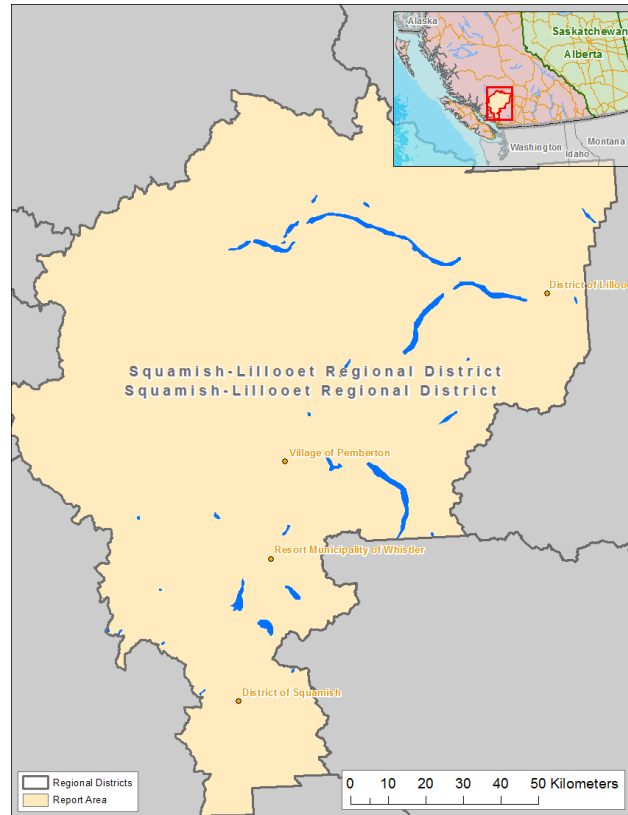 Alaska
Saskatchewan
Alberta
Washington
Montana
Idaho
District of Lillooe
Squamish-Lillooet Regional District
Squamish-Lillooet Regional District
Village of Pemberton
Resort Municipality of Whistler
District of Squamish
Regional Districts
Report Area
0 10 20 30 40 50 Kilometers